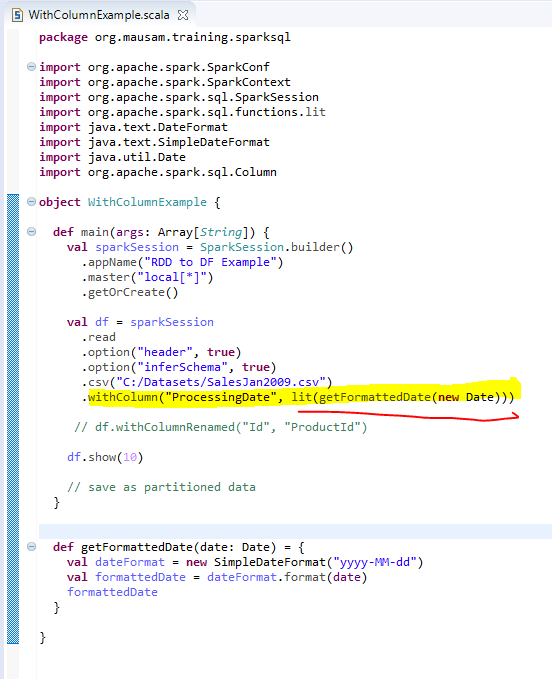 WithColumnExample.scala
package org.mausam.training.sparksql
import org.apache.spark.SparkConf
import org.apache.spark.SparkContext
import org.apache.spark.sql.SparkSession
import org.apache.spark.sql.functions.lit
import java.text.DateFormat
import java.text.SimpleDateFormat
import java.util.Date
import org.apache.spark.sql.Column
object WithColumnExample {
def main(args: Array[String]) {
val sparkSession = SparkSession.builder()
.appName("RDD to DF Example")
.master("local[*]")
.getOrCreate()
val df = sparkSession
.read
.option("header", true)
.option("inferSchema", true)
.csv("C:/Datasets/SalesJan2009.csv")
.withColumn("ProcessingDate", lit(getFormattedDate(new Date)))
// df.withColumnRenamed("Id", "ProductId")
df.show(10)
// save as partitioned data
}
def getFormattedDate(date: Date) = {
val dateFormat = new SimpleDateFormat("yyyy-MM-dd")
val formattedDate = dateFormat.format(date)
formattedDate
}
}